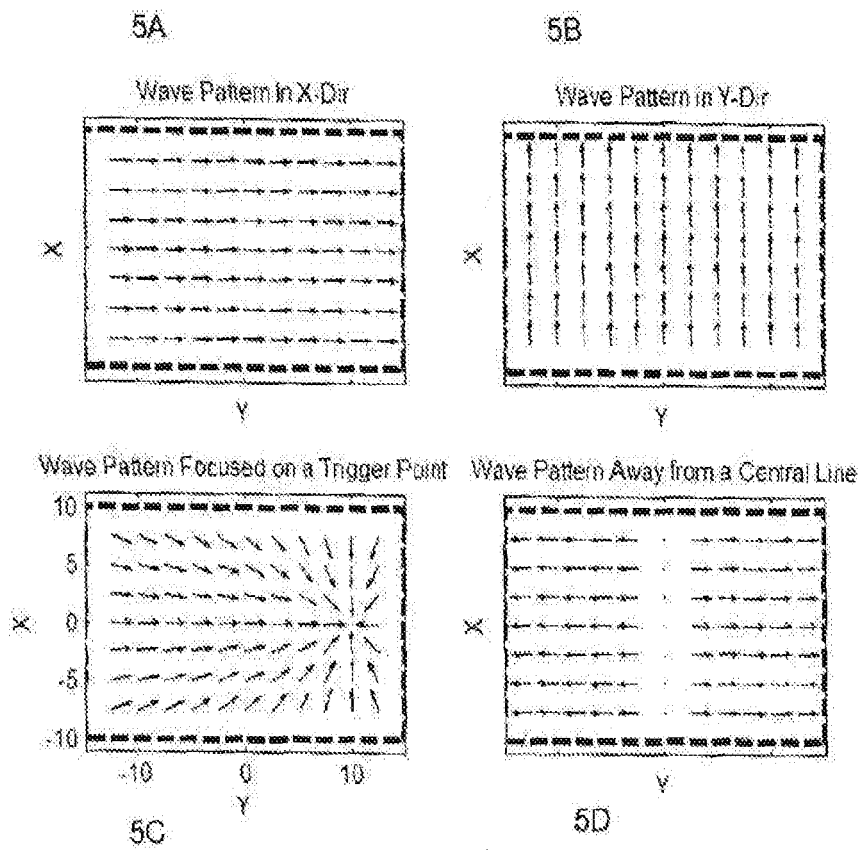 5A
5B
Wave Pattern in X-Dir
Wave Pattern in Y-Dir
X
X
Y
Y
Wave Pattern Focused on a Trigger Point
Wave Pattern Away from a Central Line
10
5
0
-5
-10
X
X
-10
0
10
Y
Y
5C
5D